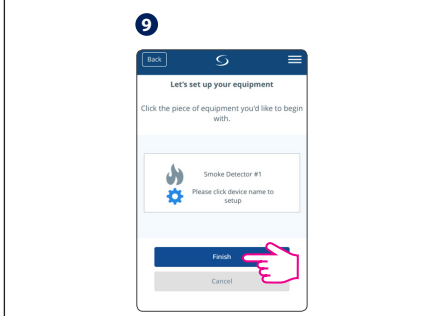 9
Back
Let's set up your equipment
Click the piece of equipment you'd like to begin
with.
Smoke Detector #1
Please click device name to
setup
Finish
Cancel